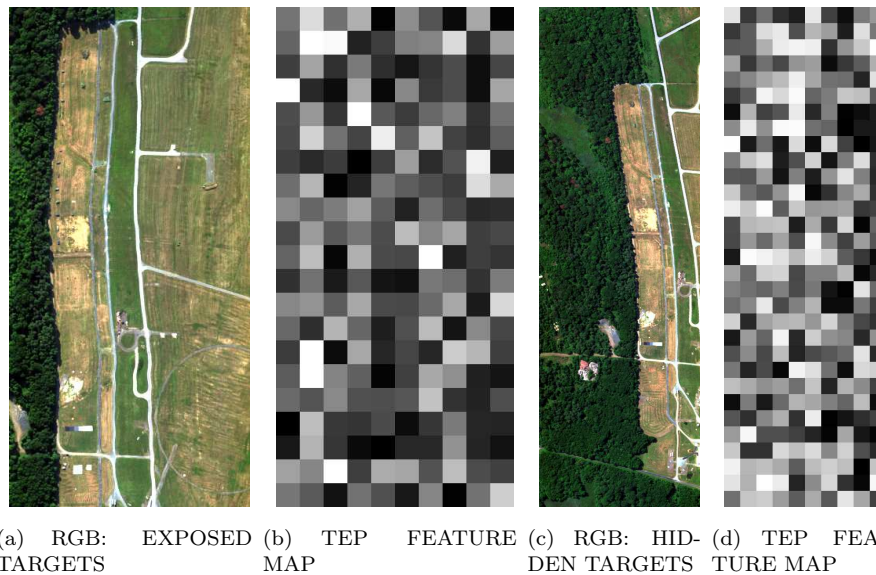 (a) RGB: EXPOSED TARGETS
(b) TEP FEATURE MAP
(c) RGB: HID-
DEN TARGETS
(d) TEP FEA
TURE MAP